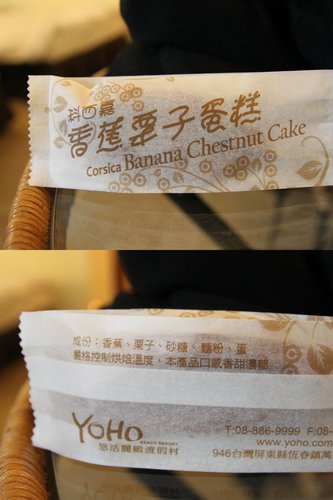 科西嘉
香蕉栗子蛋糕
Corsica Banana Chestnut Cake
成份：香蕉、栗子、砂糖、麵粉、蛋
嚴格控制烘焙溫度，本產品口感香甜濃郁
YOHO
BEACH RESORT
悠活麗緻渡假村
T:08-886-9999 F:08-
www.yoho.com
946台灣屏東縣恆春鎮萬